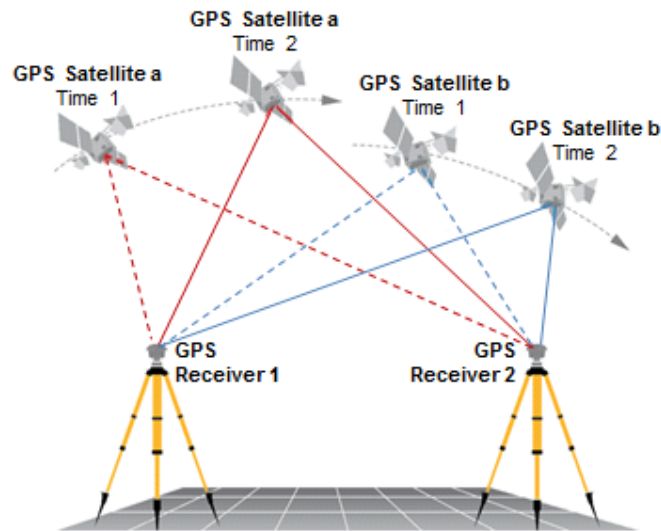 GPS Satellite a
Time 1
GPS Satellite a
Time 2
GPS Satellite b
Time 1
GPS Satellite b
Time 2
GPS
Receiver 1
GPS
Receiver 2